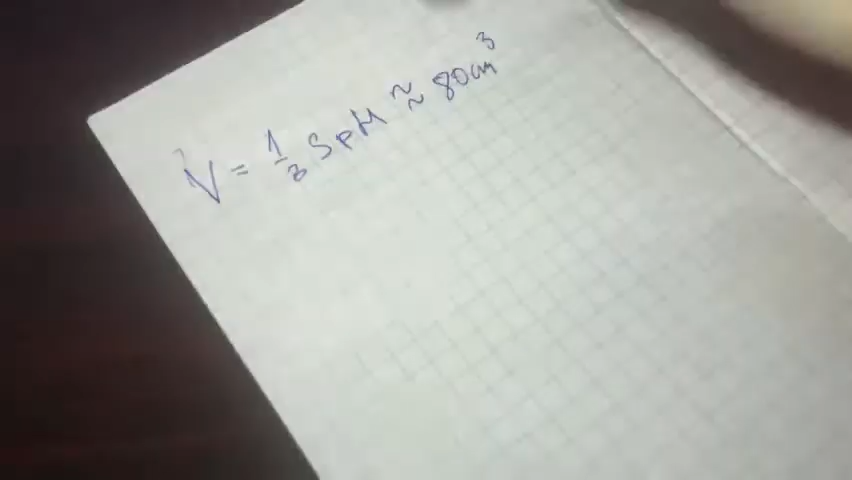 V = 1/3 SpH ≈ 80cm³